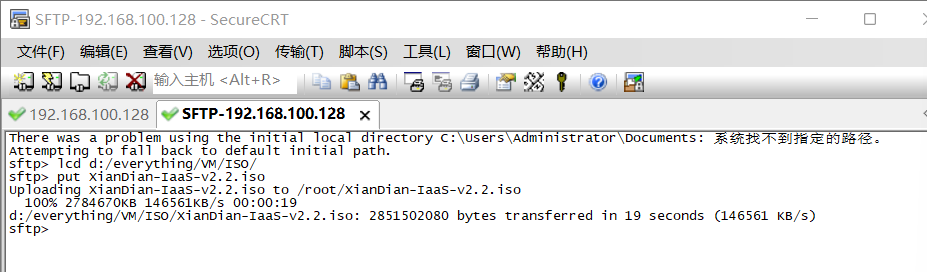 SFTP-192.168.100.128 - SecureCRT
文件(F) 编辑(E) 查看(V) 选项(O) 传输(T) 脚本(S) 工具(L) 窗口(W) 帮助(H)
输入主机 <Alt+R>
192.168.100.128 SFTP-192.168.100.128
There was a problem using the initial local directory C:\Users\Administrator\Documents: 系统找不到指定的路径。
Attempting to fall back to default initial path.
sftp> lcd d:/everything/VM/ISO/
sftp> put XianDian-IaaS-v2.2.iso
Uploading XianDian-IaaS-v2.2.iso to /root/XianDian-IaaS-v2.2.iso
100% 2784670KB 146561KB/s 00:00:19
d:/everything/VM/ISO/XianDian-IaaS-v2.2.iso: 2851502080 bytes transferred in 19 seconds (146561 KB/s)
sftp>